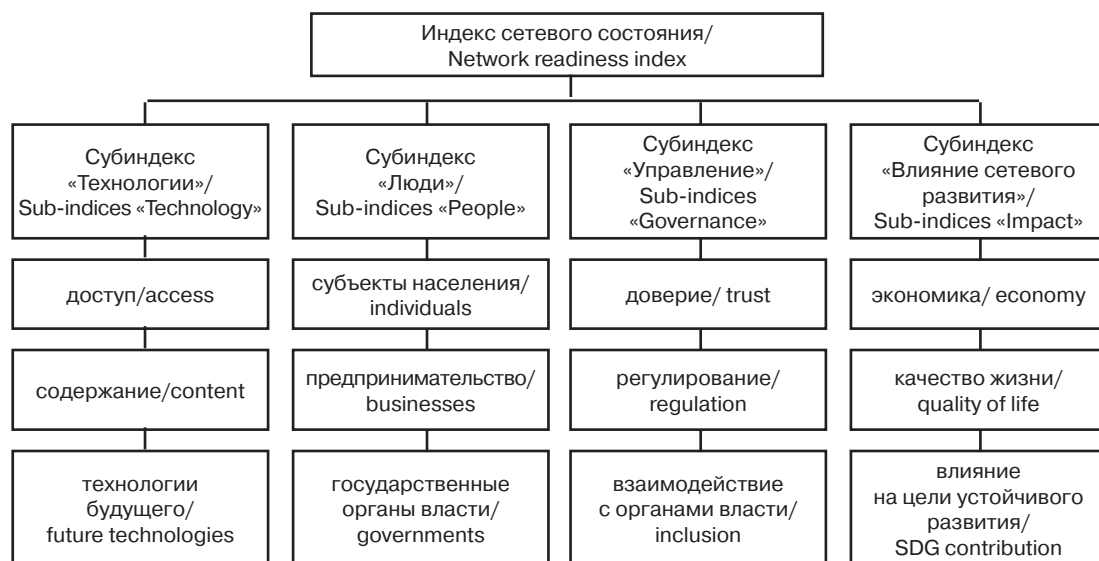 Индекс сетевого состояния/
Network readiness index
Субиндекс
«Технологии»/
Sub-indices «Technology»
Субиндекс
«Люди»/
Sub-indices «People»
Субиндекс
«Управление»/
Sub-indices
«Governance»
Субиндекс
«Влияние сетевого
развития»/
Sub-indices «Impact»
доступ/access
субъекты населения/
individuals
доверие/ trust
экономика/ economy
содержание/content
предпринимательство/
businesses
регулирование/
regulation
качество жизни/
quality of life
технологии
будущего/
future technologies
государственные
органы власти/
governments
взаимодействие
с органами власти/
inclusion
влияние
на цели устойчивого
развития/
SDG contribution